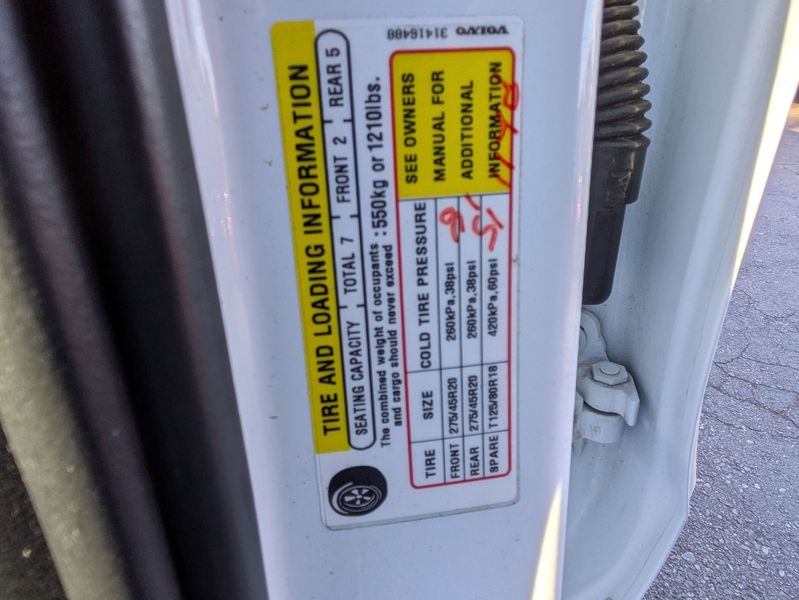 TIRE AND LOADING INFORMATION
SEATING CAPACITY TOTAL 7 FRONT 2 REAR 5
The combined weight of occupants
and cargo should never exceed : 550kg or 1210lbs.
TIRE SIZE COLD TIRE PRESSURE
FRONT 275/45R20 260kPa,38psi
REAR 275/45R20 260kPa,38psi
SPARE T125/80R18 420kPa,60psi
SEE OWNERS
MANUAL FOR
ADDITIONAL
INFORMATION
VOLVO 31416488